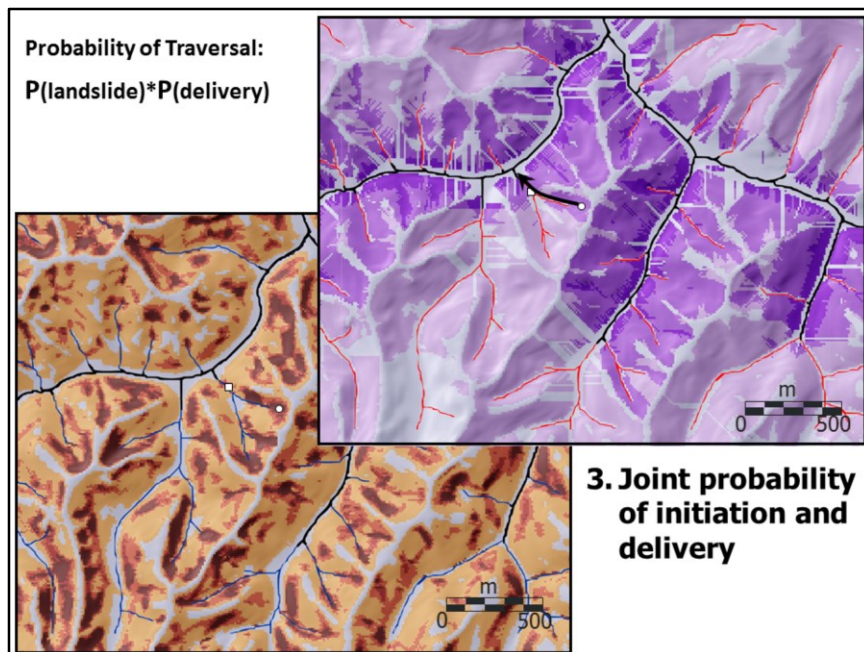 Probability of Traversal:
P(landslide)*P(delivery)
m
0 500
3. Joint probability
of initiation and
delivery
m
0 500